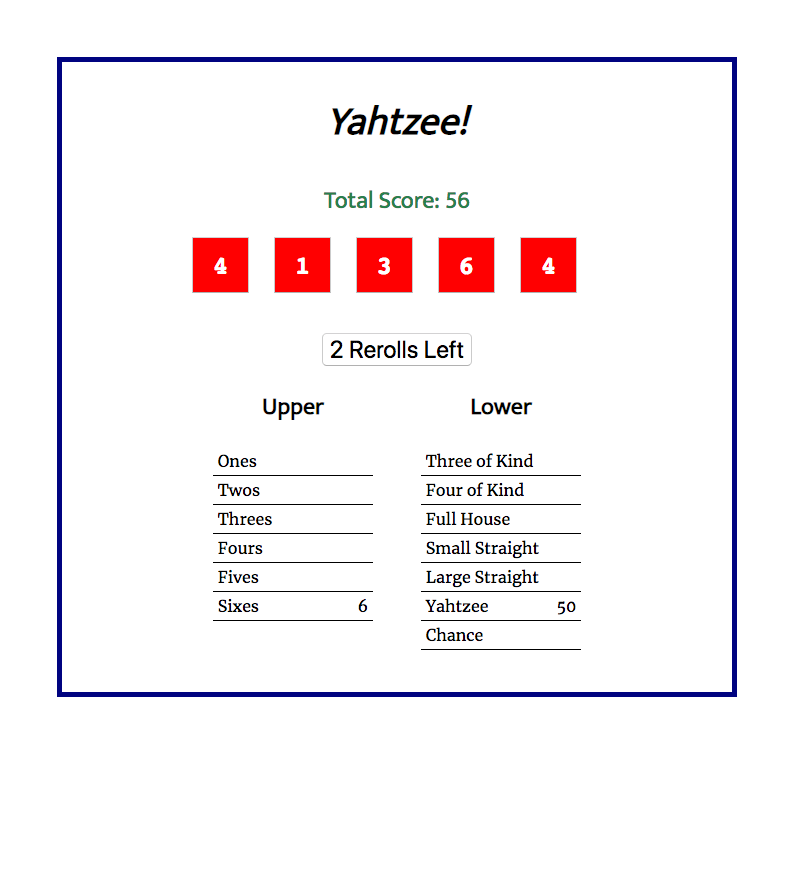 Yahtzee!
Total Score: 56
4 1 3 6 4
2 Rerolls Left
Upper
Ones
Twos
Threes
Fours
Fives
Sixes 6
Lower
Three of Kind
Four of Kind
Full House
Small Straight
Large Straight
Yahtzee 50
Chance